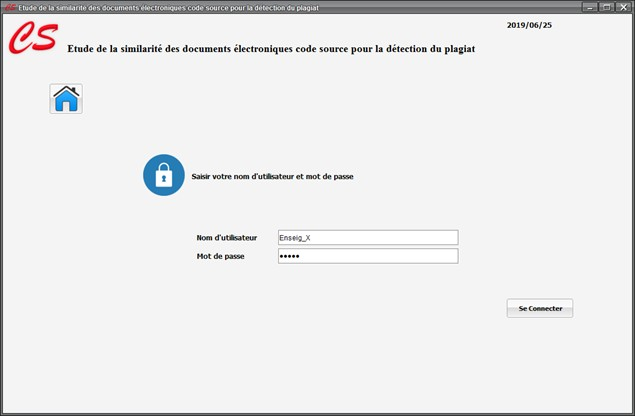 Etude de la similarité des documents électroniques code source pour la détection du plagiat
2019/06/25
CS
Etude de la similarité des documents électroniques code source pour la détection du plagiat
Saisir votre nom d'utilisateur et mot de passe
Nom d'utilisateur Enseig_X
Mot de passe •••••
Se Connecter